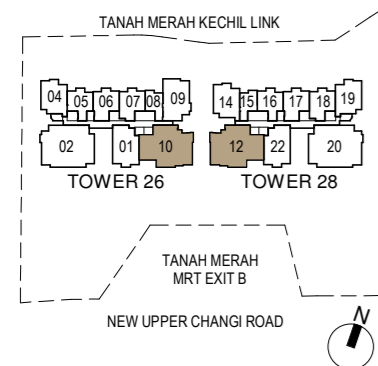 TANAH MERAH KECHIL LINK
04 05 06 07 08 09 14 15 16 17 18 19
02 01 10 12 22 20
TOWER 26 TOWER 28
TANAH MERAH
MRT EXIT B
NEW UPPER CHANGI ROAD
N